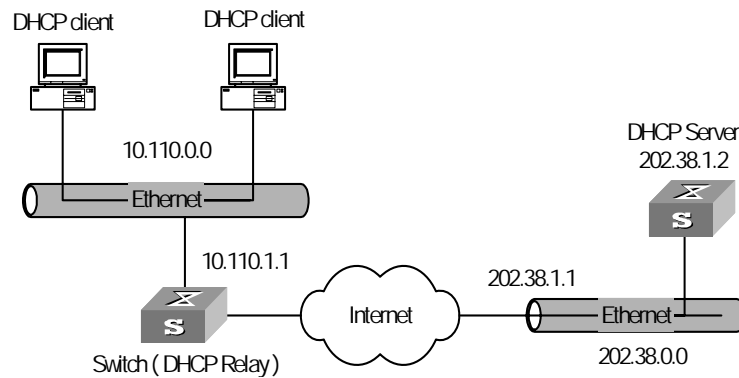 DHCP client
DHCP client
10.110.0.0
Ethernet
DHCP Server
202.38.1.2
S
10.110.1.1
S
Switch ( DHCP Relay )
Internet
202.38.1.1
Ethernet
202.38.0.0